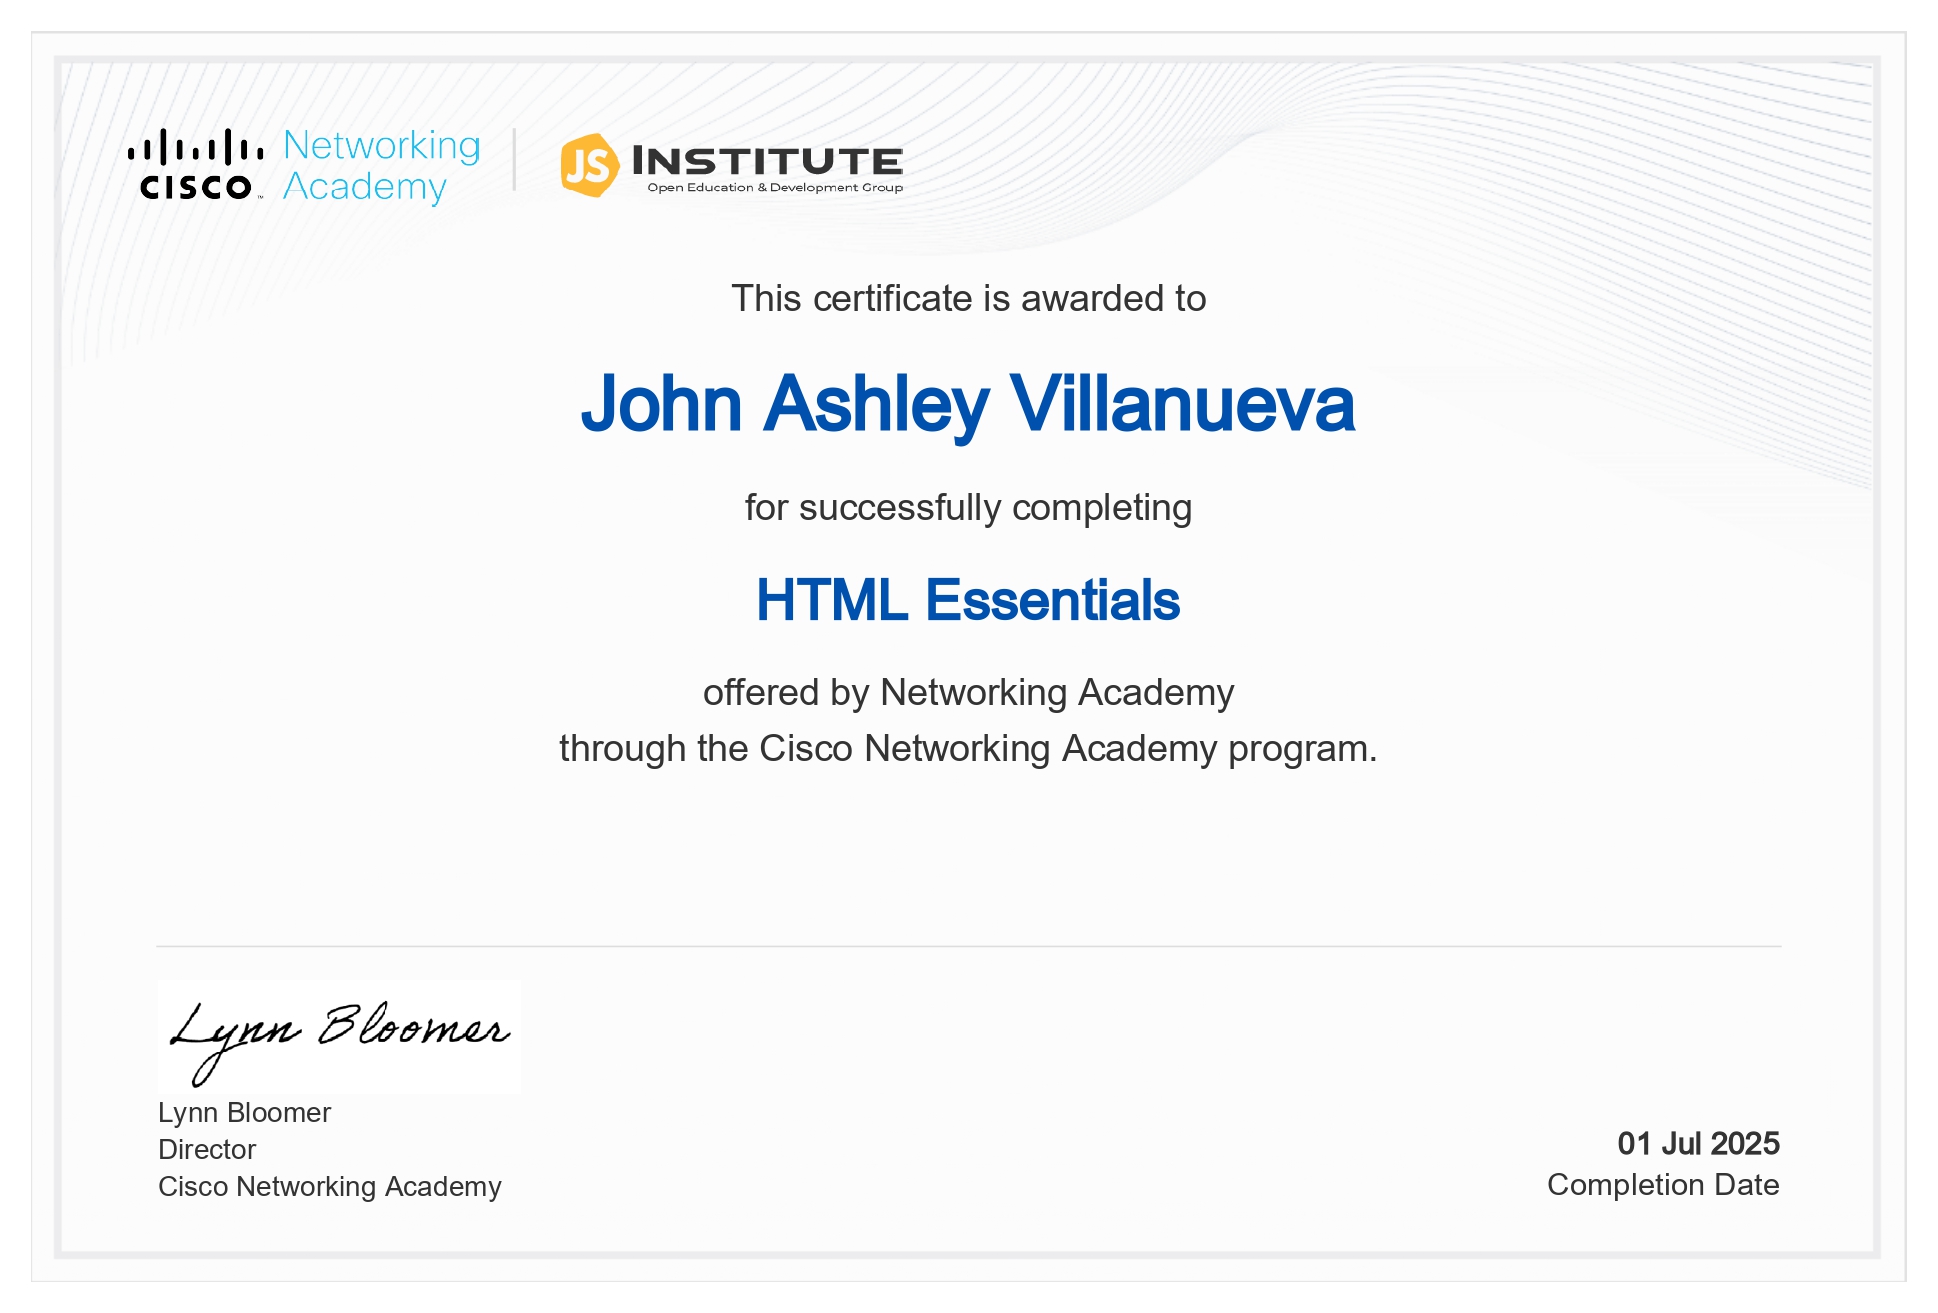 cisco™ Networking Academy
JS INSTITUTE
Open Education & Development Group
This certificate is awarded to
John Ashley Villanueva
for successfully completing
HTML Essentials
offered by Networking Academy
through the Cisco Networking Academy program.
Lynn Bloomer
Lynn Bloomer
Director
Cisco Networking Academy
01 Jul 2025
Completion Date